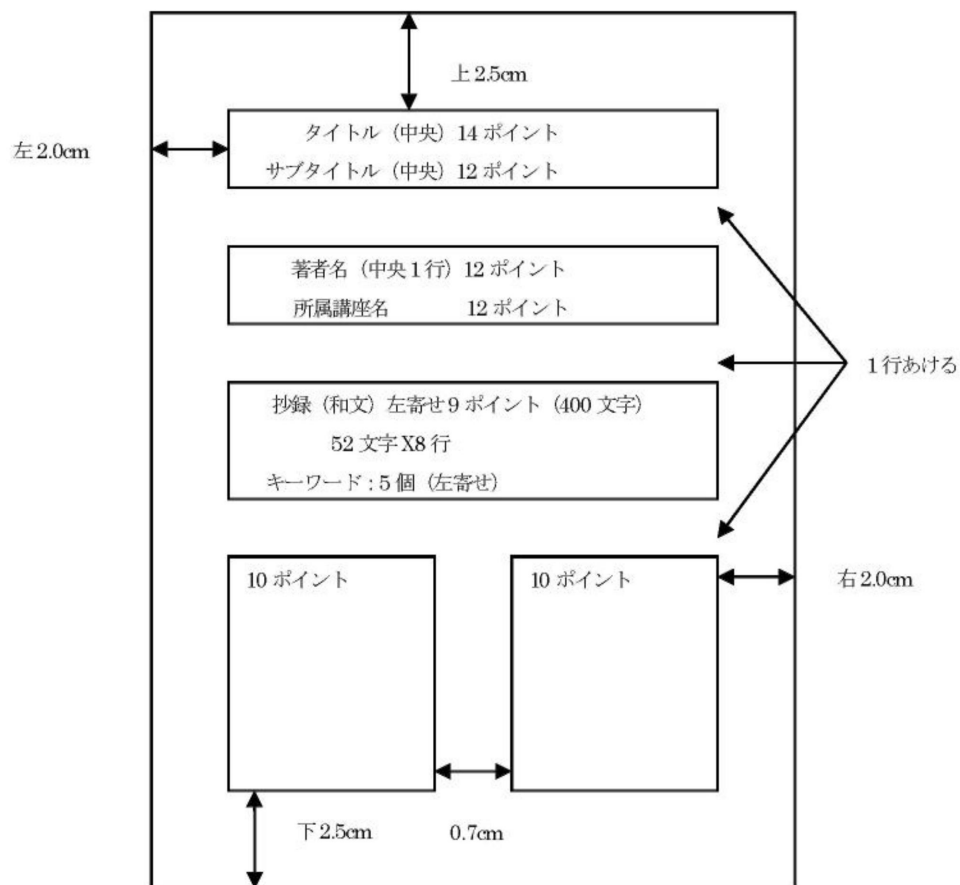 上2.5cm
左2.0cm
タイトル（中央）14ポイント
サブタイトル（中央）12ポイント
著者名（中央1行）12ポイント
所属講座名 12ポイント
1行あける
抄録（和文）左寄せ9ポイント（400文字）
52文字X8行
キーワード：5個（左寄せ）
10ポイント
10ポイント
右2.0cm
下2.5cm
0.7cm